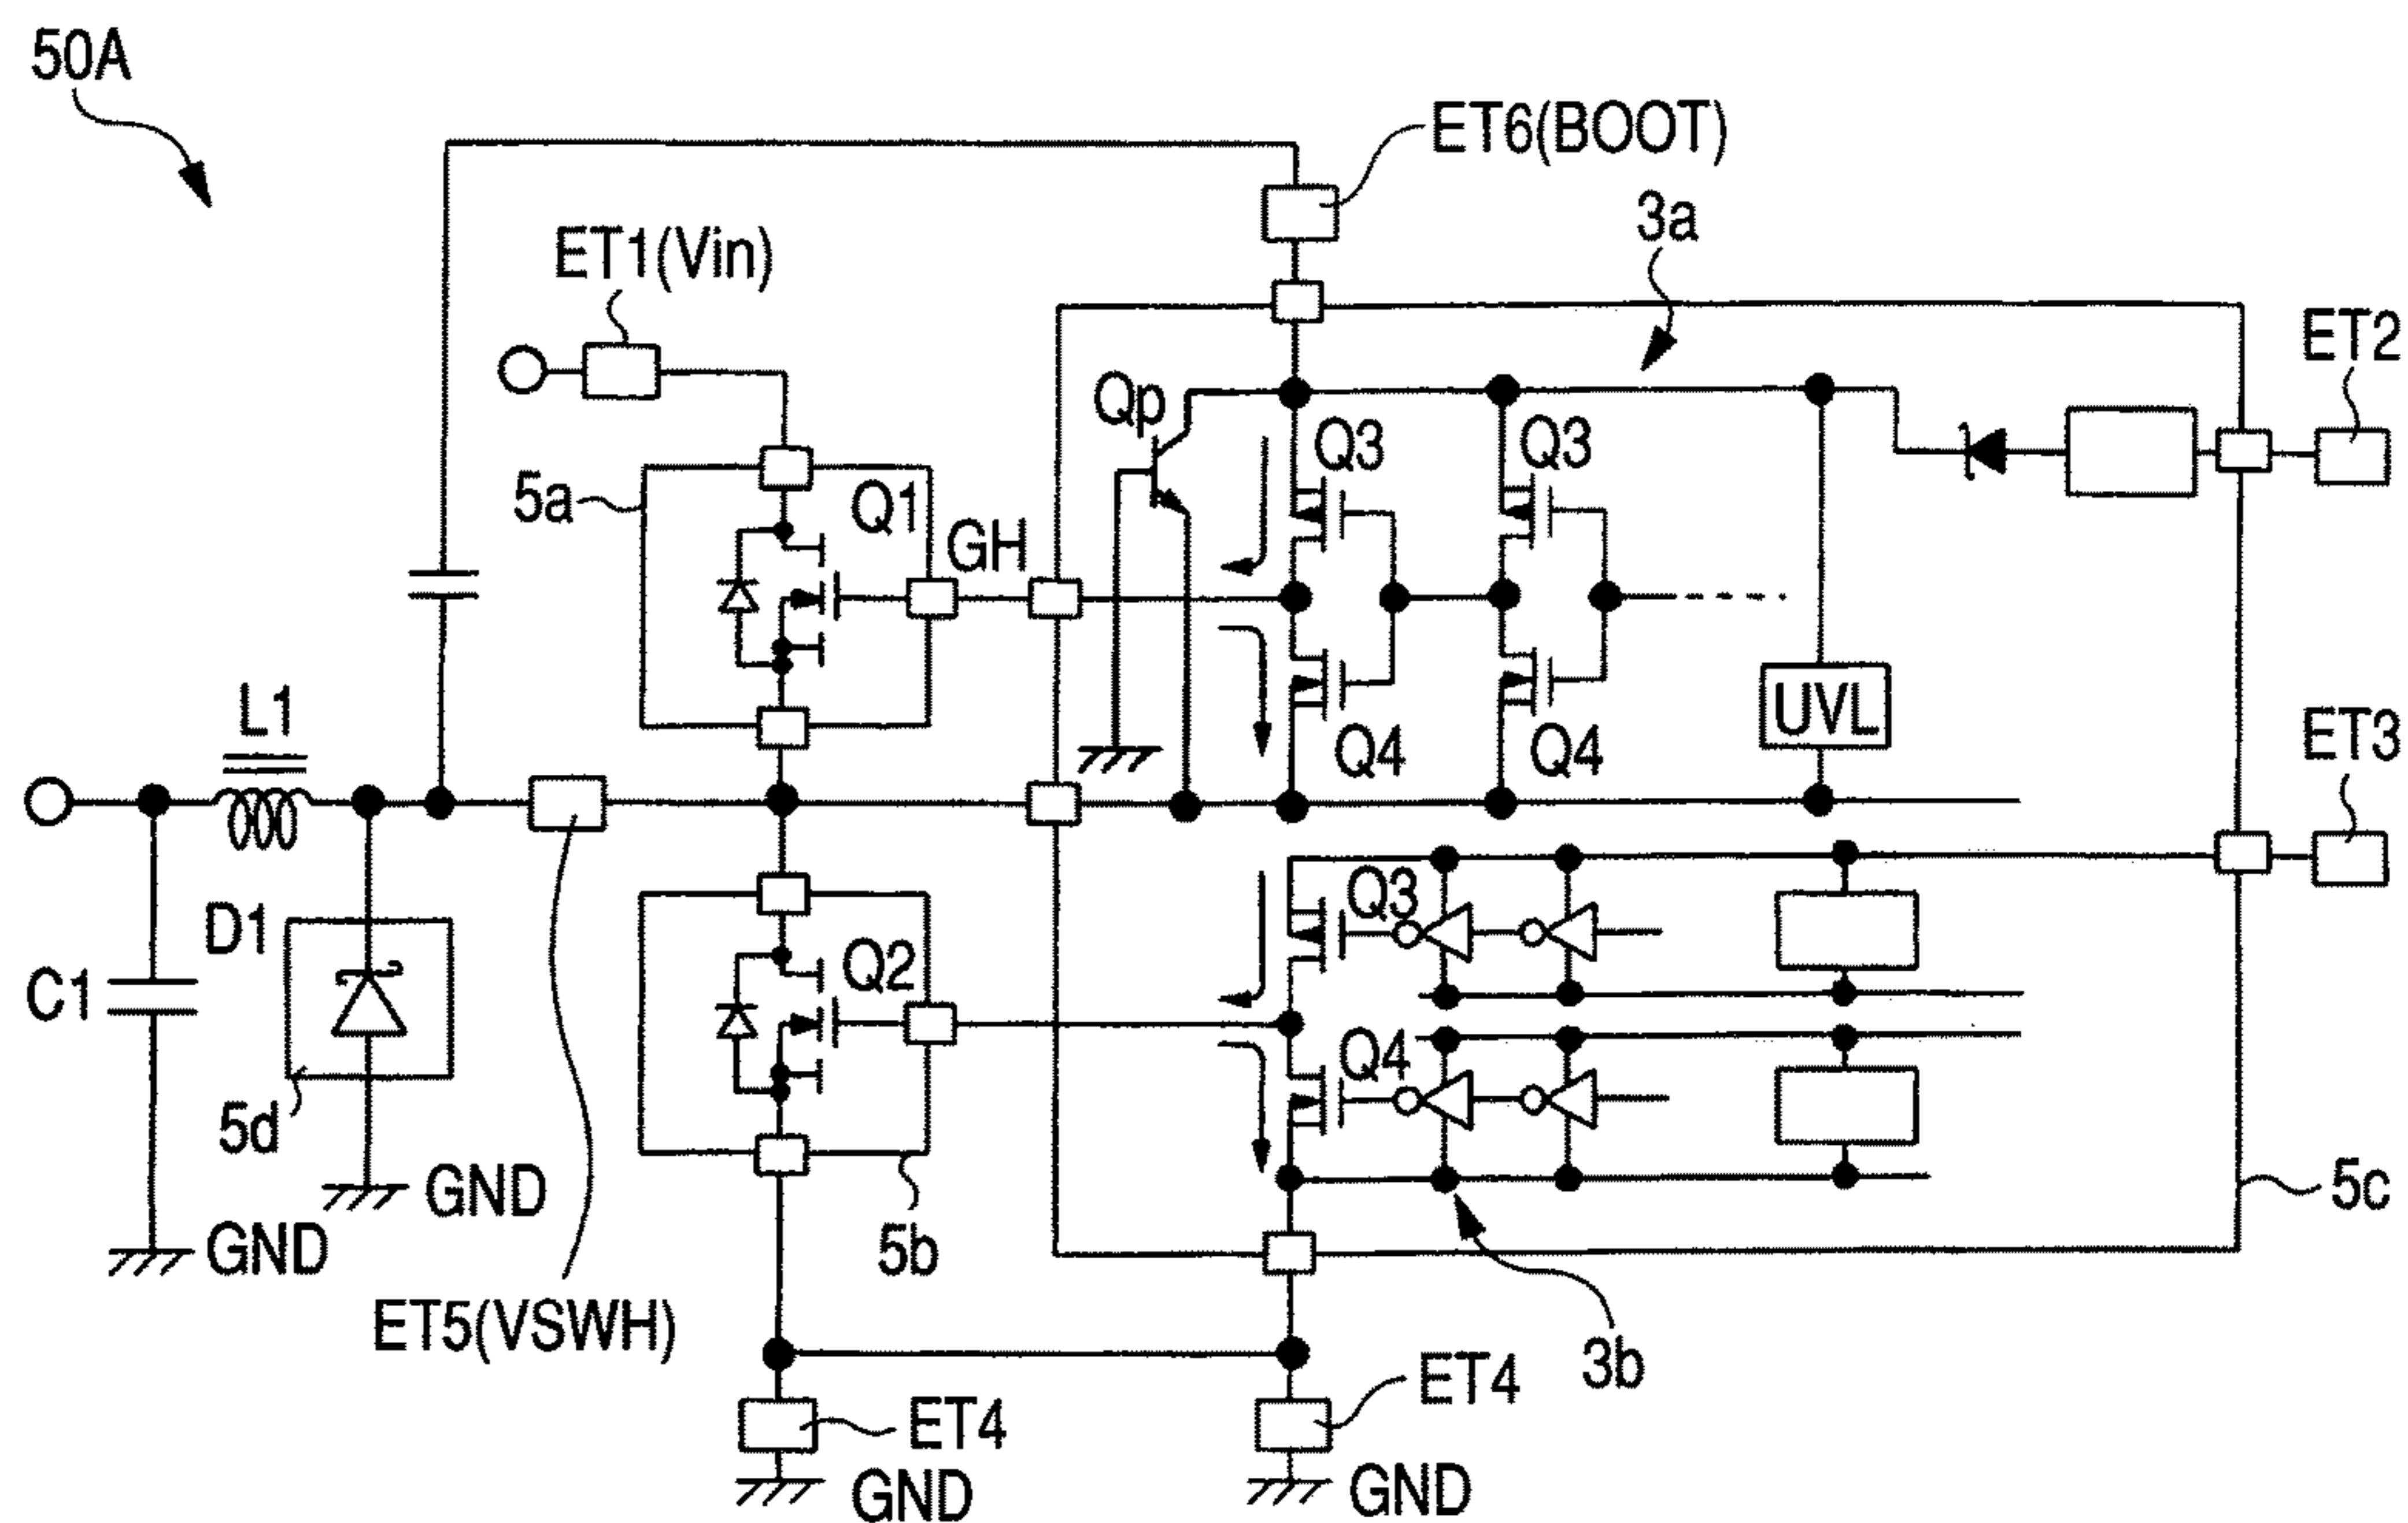 50A
ET6(BOOT)
3a
ET1(Vin)
ET2
Qp
Q3
Q3
5a
Q1
GH
L1
UVL
Q4
Q4
ET3
D1
Q3
C1
Q2
Q4
5d
GND
5c
GND
5b
ET5(VSWH)
3b
ET4
ET4
GND
GND